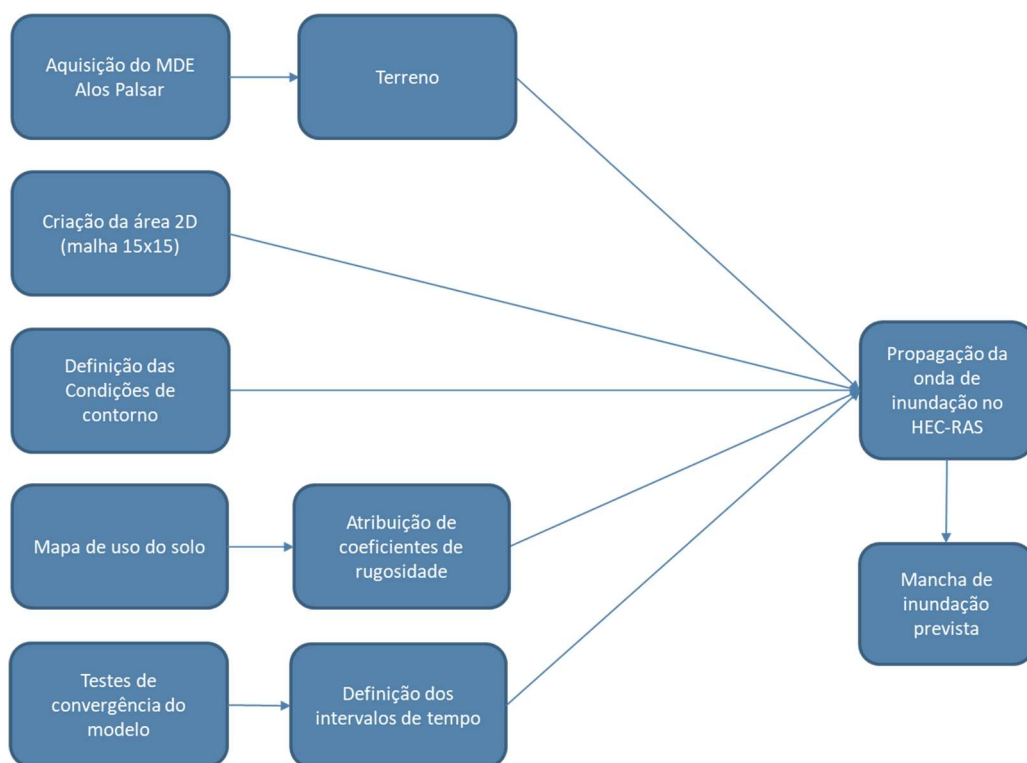 Aquisição do MDE
Alos Palsar
Terreno
Criação da área 2D
(malha 15x15)
Definição das
Condições de
contorno
Propagação da
onda de
inundação no
HEC-RAS
Mapa de uso do solo
Atribuição de
coeficientes de
rugosidade
Mancha de
inundação
prevista
Testes de
convergência do
modelo
Definição dos
intervalos de tempo